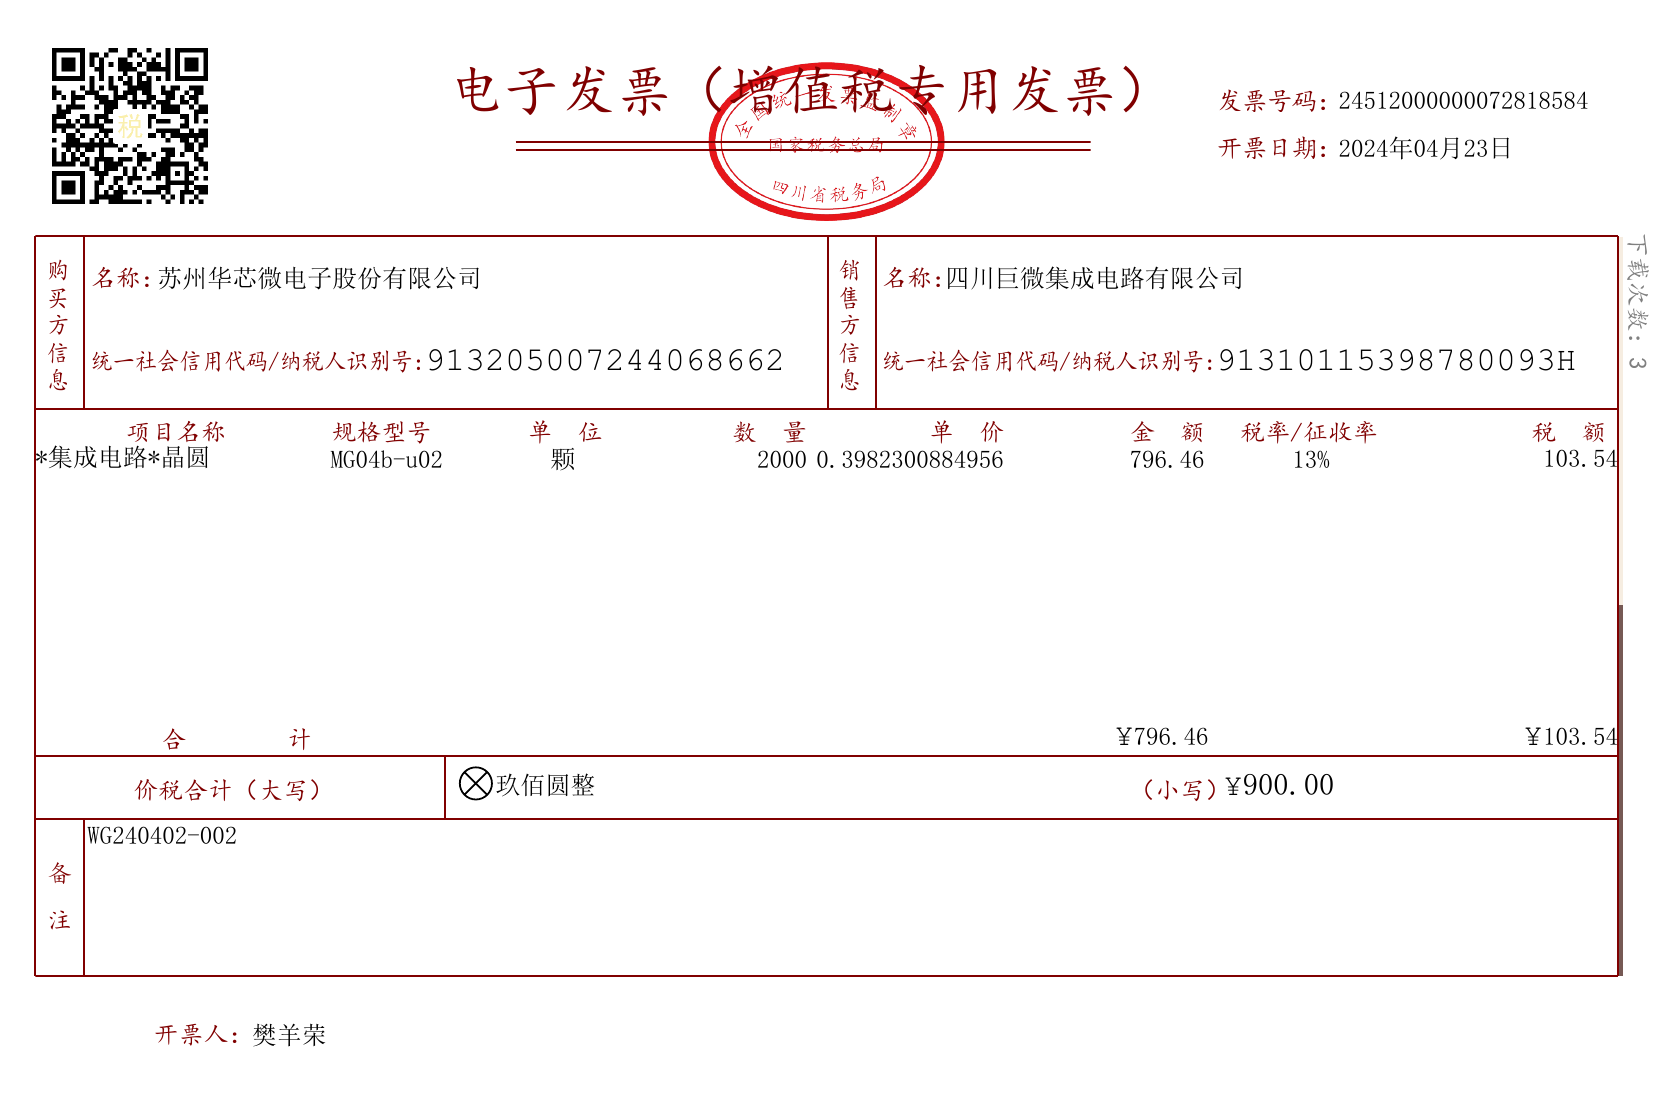 税
电子发票（增值税专用发票）
全国统一发票监制章
国家税务总局
四川省税务局
发票号码：24512000000072818584
开票日期：2024年04月23日
下载次数：3
购买方信息
名称：苏州华芯微电子股份有限公司
统一社会信用代码/纳税人识别号：913205007244068662
销售方信息
名称：四川巨微集成电路有限公司
统一社会信用代码/纳税人识别号：91310115398780093H
项目名称 规格型号 单 位 数 量 单 价 金 额 税率/征收率 税 额
*集成电路*晶圆 MG04b-u02 颗 2000 0.3982300884956 796.46 13% 103.54
合 计 ¥796.46 ¥103.54
价税合计（大写） ⊗玖佰圆整 （小写）¥900.00
备注
WG240402-002
开票人：樊羊荣